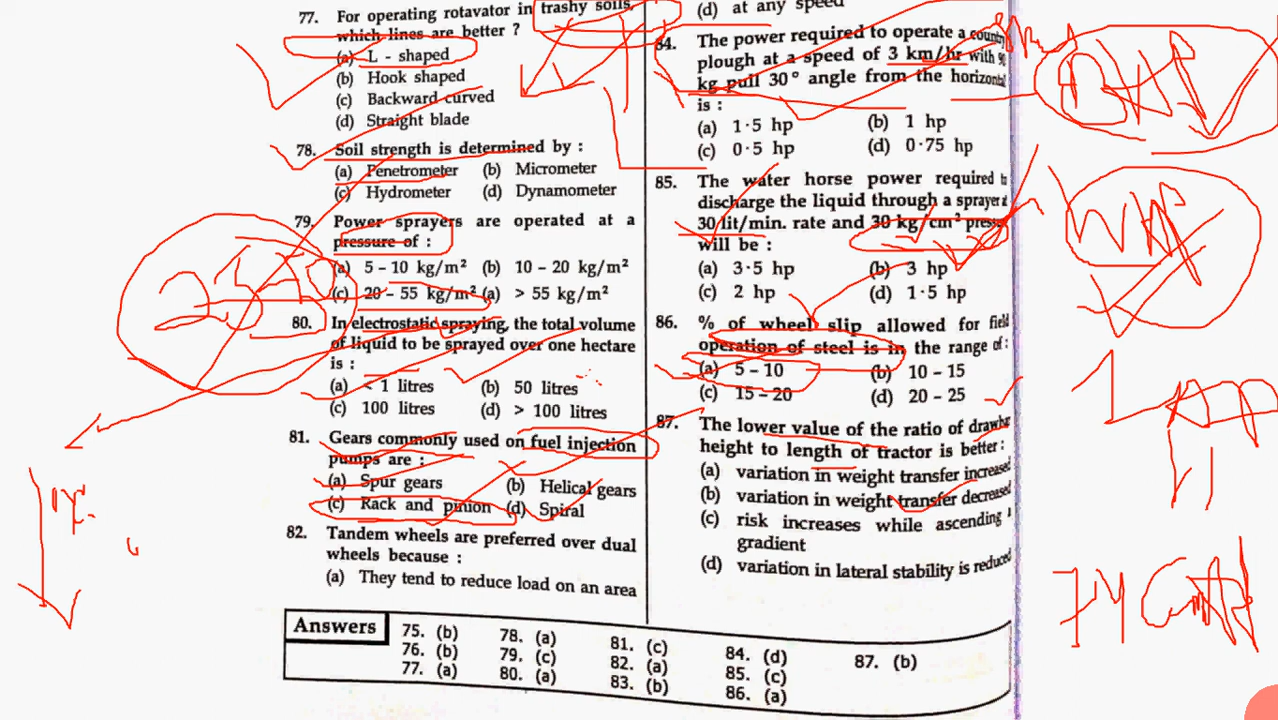 77. For operating rotavator in trashy soils,
which lines are better ?
(a) L - shaped
(b) Hook shaped
(c) Backward curved
(d) Straight blade
78. Soil strength is determined by :
(a) Penetrometer (b) Micrometer
(c) Hydrometer (d) Dynamometer
79. Power sprayers are operated at a
pressure of :
(a) 5 – 10 kg/m² (b) 10 – 20 kg/m²
(c) 20 – 55 kg/m² (a) > 55 kg/m²
80. In electrostatic spraying, the total volume
of liquid to be sprayed over one hectare
is :
(a) < 1 litres (b) 50 litres
(c) 100 litres (d) > 100 litres
81. Gears commonly used on fuel injection
pumps are :
(a) Spur gears (b) Helical gears
(c) Rack and pinion (d) Spiral
82. Tandem wheels are preferred over dual
wheels because :
(a) They tend to reduce load on an area
(d) at any speed
84. The power required to operate a country
plough at a speed of 3 km/hr with 90
kg pull 30° angle from the horizontal
is :
(a) 1·5 hp (b) 1 hp
(c) 0·5 hp (d) 0·75 hp
85. The water horse power required to
discharge the liquid through a sprayer at
30 lit/min. rate and 30 kg/cm² pressure
will be :
(a) 3·5 hp (b) 3 hp
(c) 2 hp (d) 1·5 hp
86. % of wheel slip allowed for field
operation of steel is in the range of :
(a) 5 – 10 (b) 10 – 15
(c) 15 – 20 (d) 20 – 25
87. The lower value of the ratio of drawbar
height to length of tractor is better :
(a) variation in weight transfer increased
(b) variation in weight transfer decreased
(c) risk increases while ascending a
gradient
(d) variation in lateral stability is reduced
Answers
75. (b) 78. (a) 81. (c) 84. (d) 87. (b)
76. (b) 79. (c) 82. (a) 85. (c)
77. (a) 80. (a) 83. (b) 86. (a)